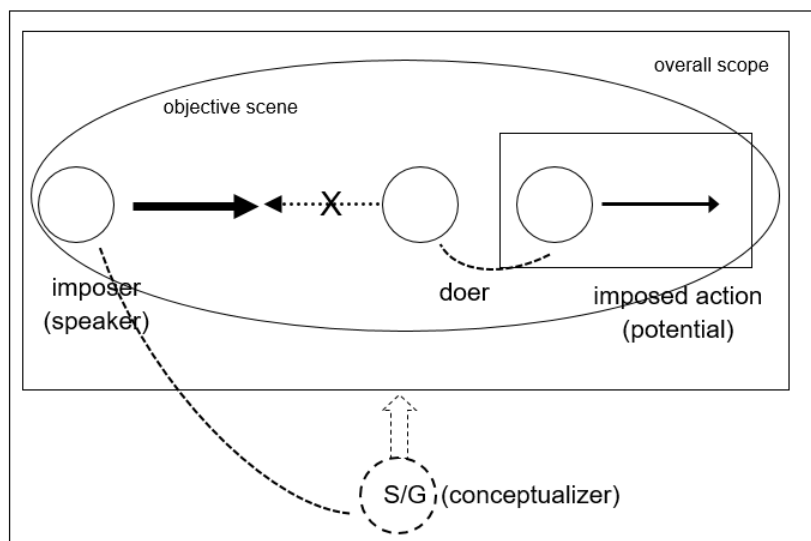 overall scope
objective scene
X
imposer
(speaker)
doer
imposed action
(potential)
S/G (conceptualizer)